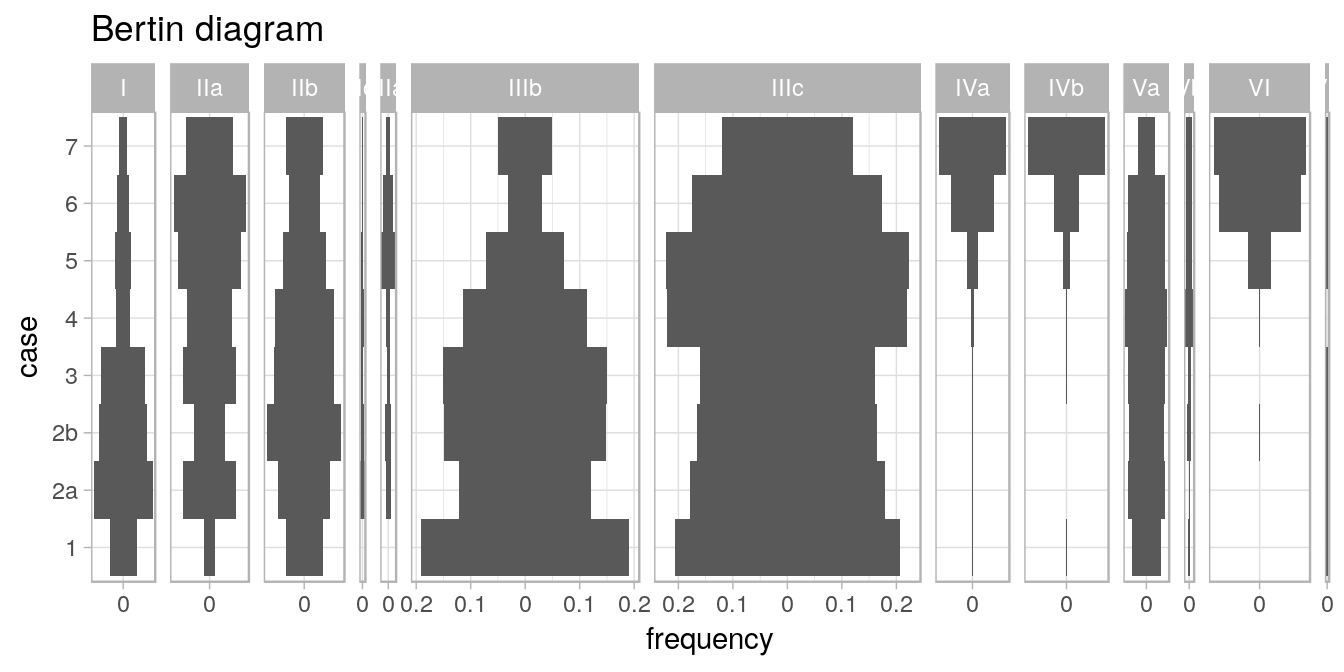 Bertin diagram
I IIa IIb IIIb IIIc IVa IVb Va VI
7
6
5
4
3
2b
2a
1
case
0 0 0 0 0 0.2 0.1 0 0.1 0.2 0.2 0.1 0 0.1 0.2 0 0 0 0 0 0
frequency